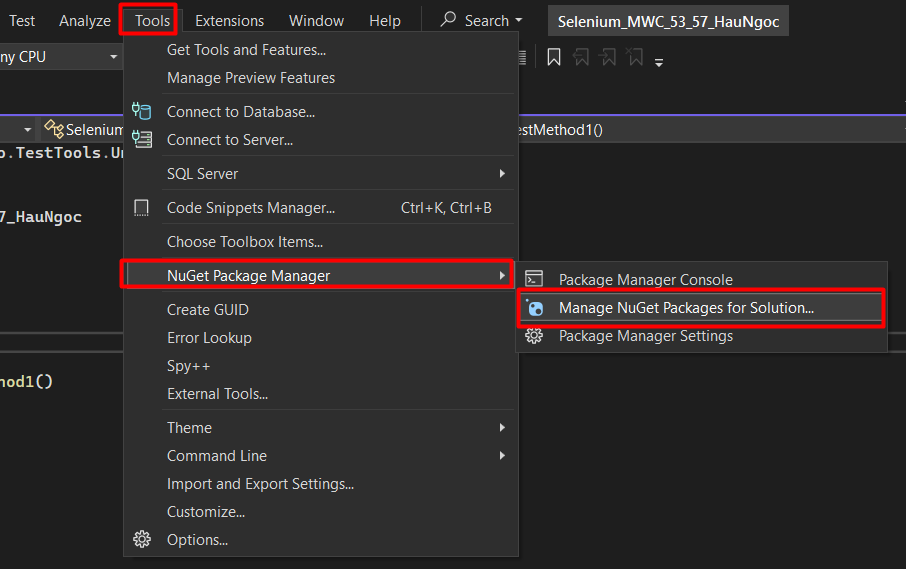 Test Analyze Tools Extensions Window Help Search Selenium_MWC_53_57_HauNgoc
ny CPU
Get Tools and Features...
Manage Preview Features
Connect to Database...
Selenium estMethod1()
Connect to Server...
o.TestTools.Un
SQL Server
Code Snippets Manager... Ctrl+K, Ctrl+B
7_HauNgoc
Choose Toolbox Items...
NuGet Package Manager
Package Manager Console
Manage NuGet Packages for Solution...
Package Manager Settings
Create GUID
Error Lookup
Spy++
hod1()
External Tools...
Theme
Command Line
Import and Export Settings...
Customize...
Options...